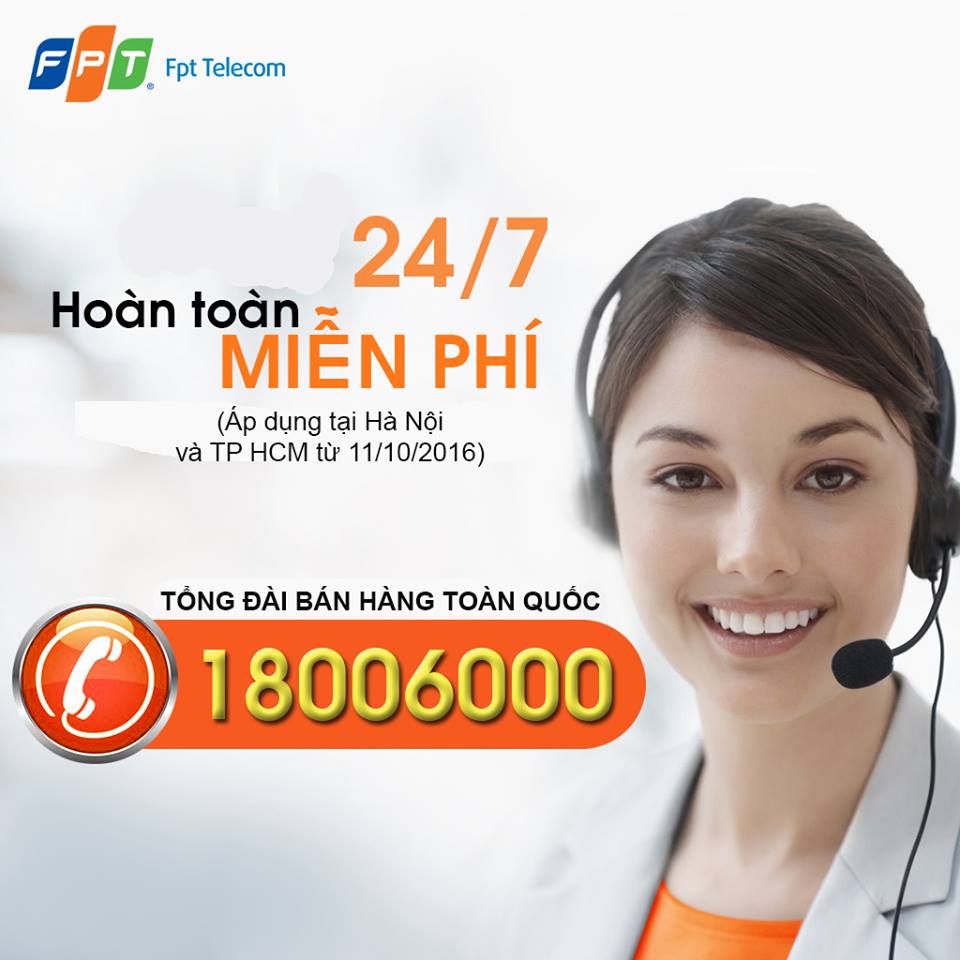 FPT® Fpt Telecom
24/7
Hoàn toàn
MIỄN PHÍ
(Áp dụng tại Hà Nội
và TP HCM từ 11/10/2016)
TỔNG ĐÀI BÁN HÀNG TOÀN QUỐC
18006000